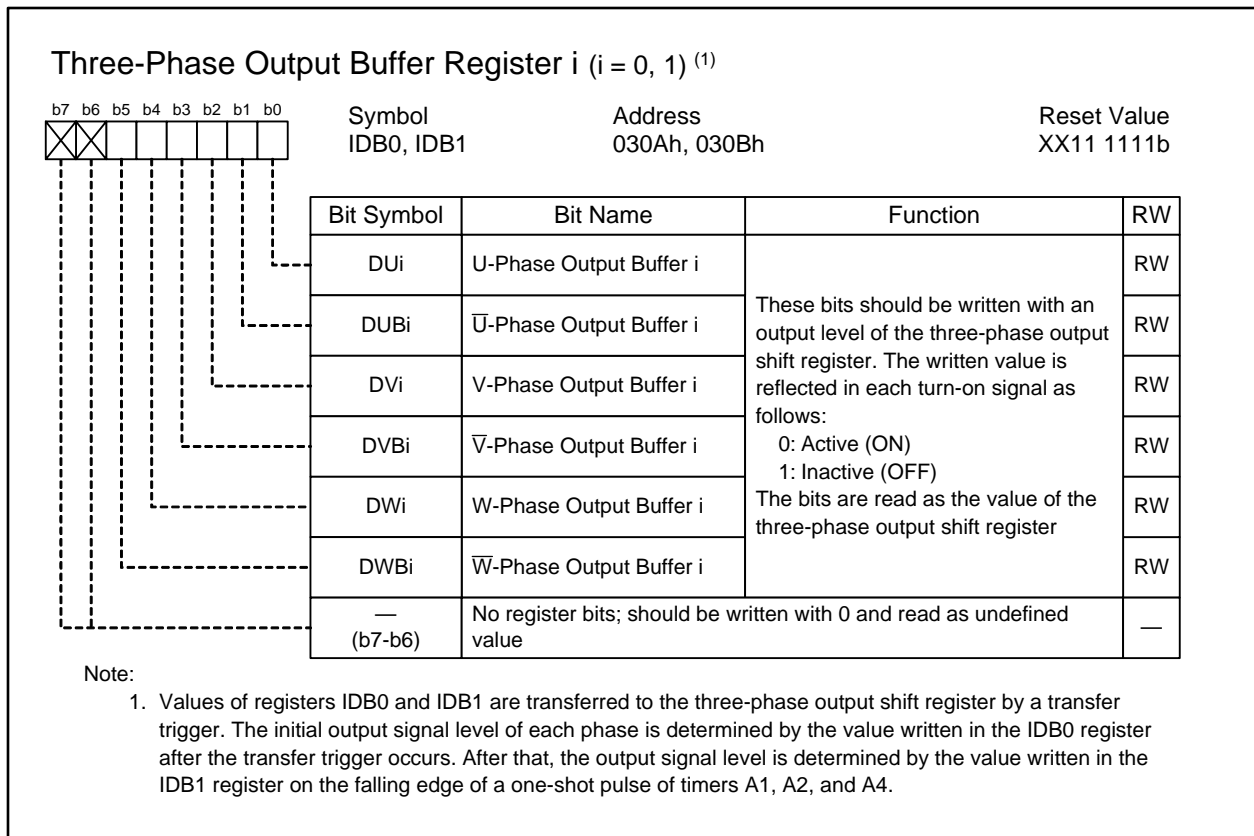 Three-Phase Output Buffer Register i (i = 0, 1) (1)
b7 b6 b5 b4 b3 b2 b1 b0
Symbol Address Reset Value
IDB0, IDB1 030Ah, 030Bh XX11 1111b
Bit Symbol Bit Name Function RW
DUi U-Phase Output Buffer i RW
DUBi U̅-Phase Output Buffer i RW
DVi V-Phase Output Buffer i RW
DVBi V̅-Phase Output Buffer i RW
DWi W-Phase Output Buffer i RW
DWBi W̅-Phase Output Buffer i RW
These bits should be written with an
output level of the three-phase output
shift register. The written value is
reflected in each turn-on signal as
follows:
0: Active (ON)
1: Inactive (OFF)
The bits are read as the value of the
three-phase output shift register
—
(b7-b6)
No register bits; should be written with 0 and read as undefined
value
—
Note:
1. Values of registers IDB0 and IDB1 are transferred to the three-phase output shift register by a transfer
trigger. The initial output signal level of each phase is determined by the value written in the IDB0 register
after the transfer trigger occurs. After that, the output signal level is determined by the value written in the
IDB1 register on the falling edge of a one-shot pulse of timers A1, A2, and A4.